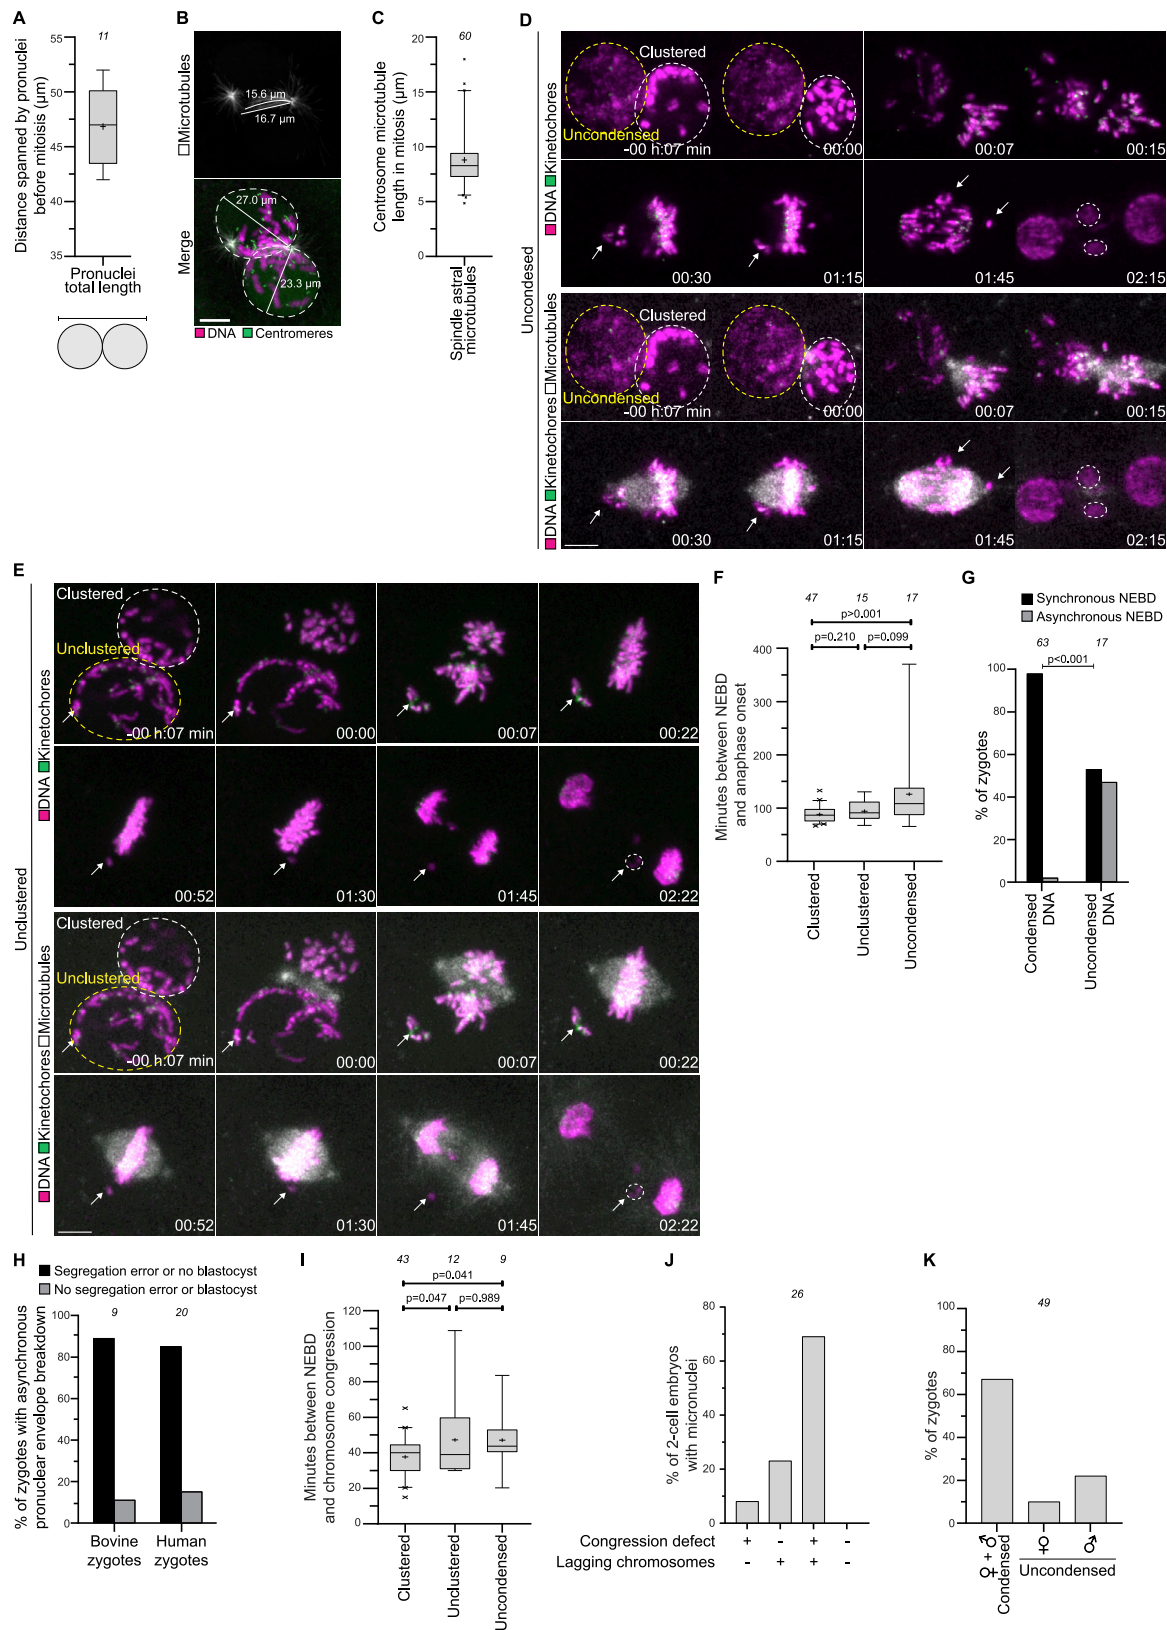 A
11
Distance spanned by pronuclei
before mitoisis (µm)
55
50
45
40
35
Pronuclei
total length
B
Microtubules
15.6 µm
16.7 µm
Merge
27.0 µm
23.3 µm
DNA Centromeres
C
60
Centrosome microtubule
length in mitosis (µm)
20
15
10
5
0
Spindle astral
microtubules
D
Uncondesed
DNA Kinetochores
Clustered
Uncondensed
-00 h:07 min
00:00
00:07
00:15
00:30
01:15
01:45
02:15
DNA Kinetochores Microtubules
Clustered
Uncondensed
-00 h:07 min
00:00
00:07
00:15
00:30
01:15
01:45
02:15
E
Unclustered
DNA Kinetochores
Clustered
Unclustered
-00 h:07 min
00:00
00:07
00:22
00:52
01:30
01:45
02:22
DNA Kinetochores Microtubules
Clustered
Unclustered
-00 h:07 min
00:00
00:07
00:22
00:52
01:30
01:45
02:22
F
47 15 17
p>0.001
p=0.210 p=0.099
Minutes between NEBD
and anaphase onset
400
300
200
100
0
Clustered
Unclustered
Uncondensed
G
Synchronous NEBD
Asynchronous NEBD
63 17
p<0.001
% of zygotes
100
80
60
40
20
0
Condensed
DNA
Uncondensed
DNA
H
Segregation error or no blastocyst
No segregation error or blastocyst
9 20
% of zygotes with asynchronous
pronuclear envelope breakdown
100
80
60
40
20
0
Bovine
zygotes
Human
zygotes
I
43 12 9
p=0.041
p=0.047 p=0.989
Minutes between NEBD
and chromosome congression
120
100
80
60
40
20
0
Clustered
Unclustered
Uncondensed
J
26
% of 2-cell embryos
with micronuclei
80
60
40
20
0
Congression defect + - + -
Lagging chromosomes - + + -
K
49
% of zygotes
100
80
60
40
20
0
♀ + ♂
Condensed
♀ ♂
Uncondensed